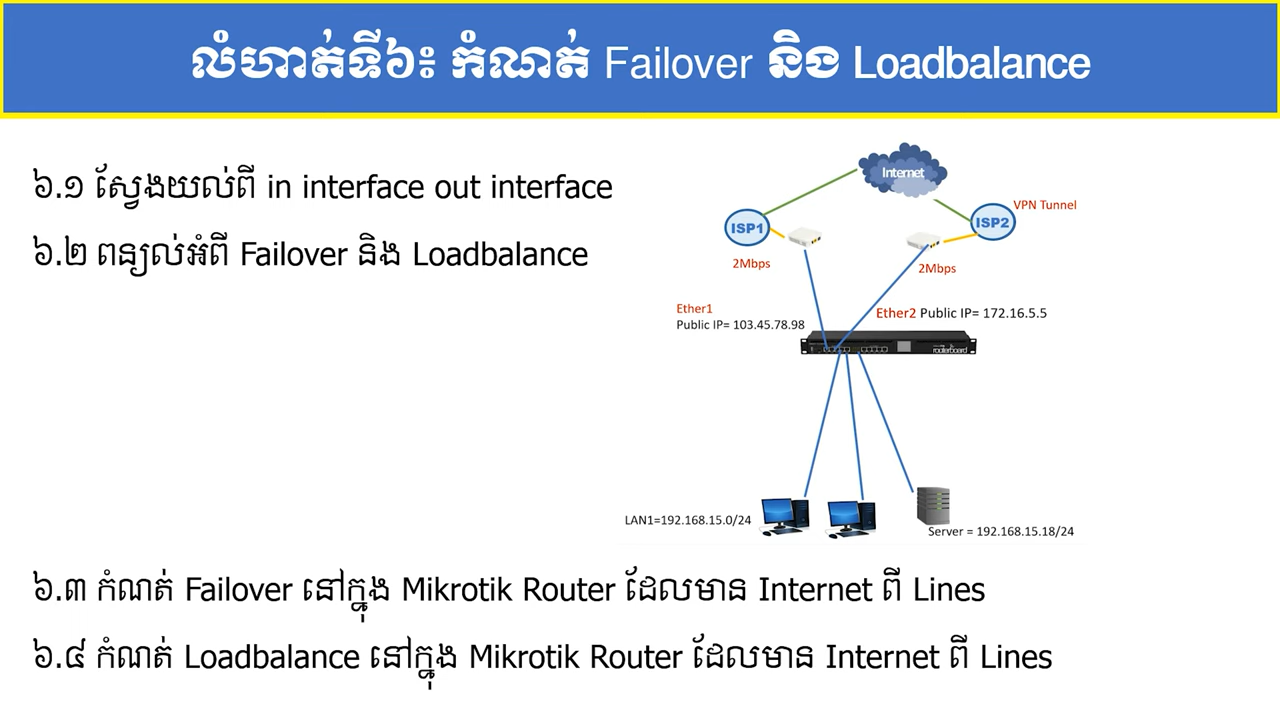 លំហាត់ទី៦៖ កំណត់ Failover និង Loadbalance
៦.១ ស្វែងយល់ពី in interface out interface
៦.២ ពន្យល់អំពី Failover និង Loadbalance
Internet
ISP1
ISP2
VPN Tunnel
2Mbps
2Mbps
Ether1
Public IP= 103.45.78.98
Ether2 Public IP= 172.16.5.5
routerboard
LAN1=192.168.15.0/24
Server = 192.168.15.18/24
៦.៣ កំណត់ Failover នៅក្នុង Mikrotik Router ដែលមាន Internet ពី Lines
៦.៤ កំណត់ Loadbalance នៅក្នុង Mikrotik Router ដែលមាន Internet ពី Lines